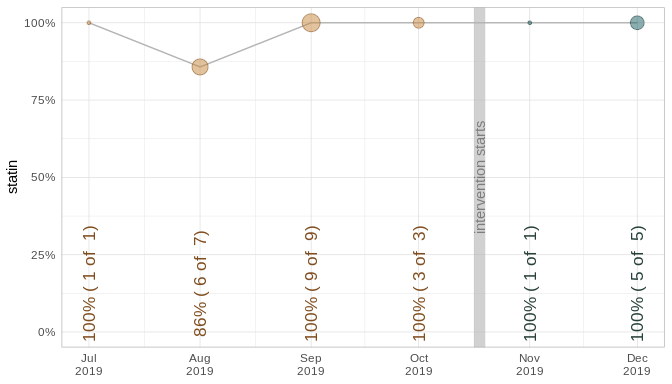 100%
75%
50%
25%
0%
statin
intervention starts
100% ( 1 of  1)
86% ( 6 of  7)
100% ( 9 of  9)
100% ( 3 of  3)
100% ( 1 of  1)
100% ( 5 of  5)
Jul
2019
Aug
2019
Sep
2019
Oct
2019
Nov
2019
Dec
2019